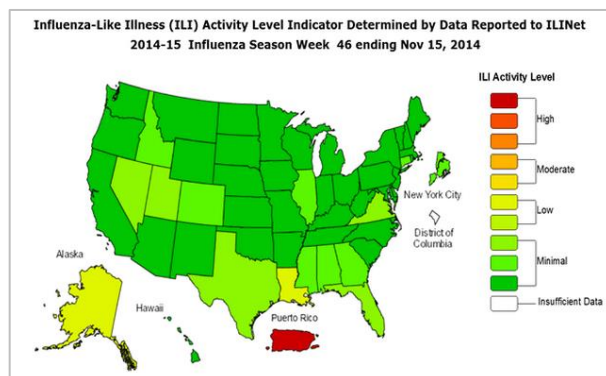 Influenza-Like Illness (ILI) Activity Level Indicator Determined by Data Reported to ILINet
2014-15 Influenza Season Week 46 ending Nov 15, 2014
ILI Activity Level
High
Moderate
Low
Minimal
Insufficient Data
New York City
District of
Columbia
Alaska
Hawaii
Puerto Rico